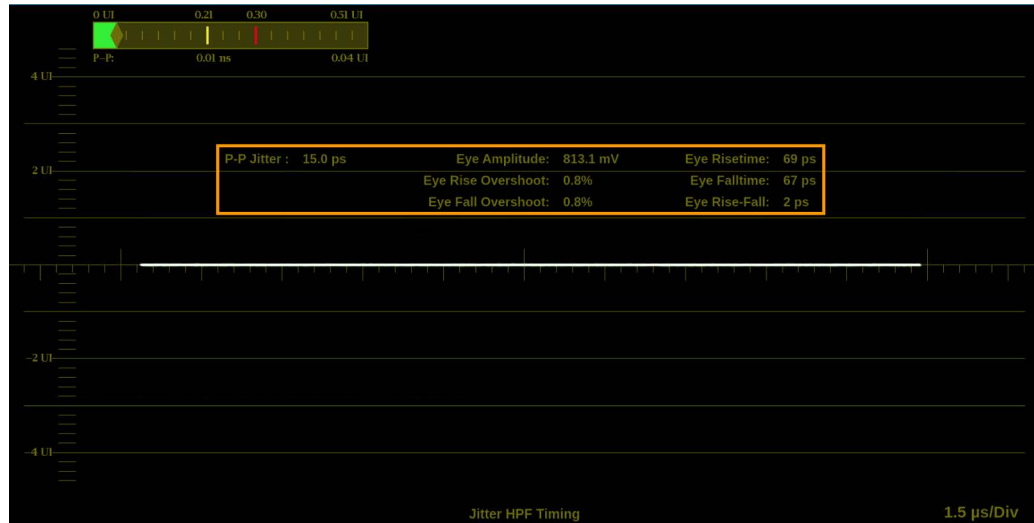 0 UI 0.21 0.30 0.51 UI
P-P: 0.01 ns 0.04 UI
4 UI
P-P Jitter : 15.0 ps Eye Amplitude: 813.1 mV Eye Risetime: 69 ps
2 UI
Eye Rise Overshoot: 0.8% Eye Falltime: 67 ps
Eye Fall Overshoot: 0.8% Eye Rise-Fall: 2 ps
-2 UI
-4 UI
Jitter HPF Timing
1.5 µs/Div